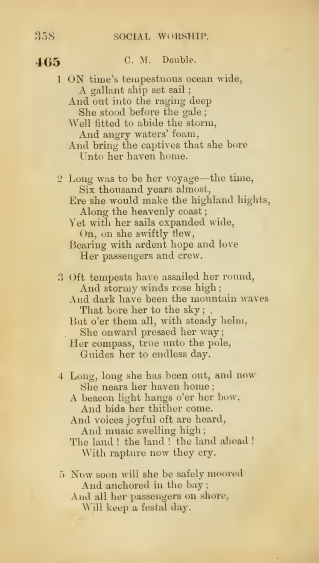 358 SOCIAL WORSHIP.
465 C. M. Double.
1 ON time's tempestuous ocean wide,
A gallant ship set sail ;
And out into the raging deep
She stood before the gale ;
Well fitted to abide the storm,
And angry waters' foam,
And bring the captives that she bore
Unto her haven home.
2 Long was to be her voyage—the time,
Six thousand years almost,
Ere she would make the highland hights,
Along the heavenly coast ;
Yet with her sails expanded wide,
On, on she swiftly flew,
Bearing with ardent hope and love
Her passengers and crew.
3 Oft tempests have assailed her round,
And stormy winds rose high ;
And dark have been the mountain waves
That bore her to the sky ;
But o'er them all, with steady helm,
She onward pressed her way ;
Her compass, true unto the pole,
Guides her to endless day.
4 Long, long she has been out, and now
She nears her haven home ;
A beacon light hangs o'er her bow,
And bids her thither come.
And voices joyful oft are heard,
And music swelling high ;
The land ! the land ! the land ahead !
With rapture now they cry.
5 Now soon will she be safely moored
And anchored in the bay ;
And all her passengers on shore,
Will keep a festal day.